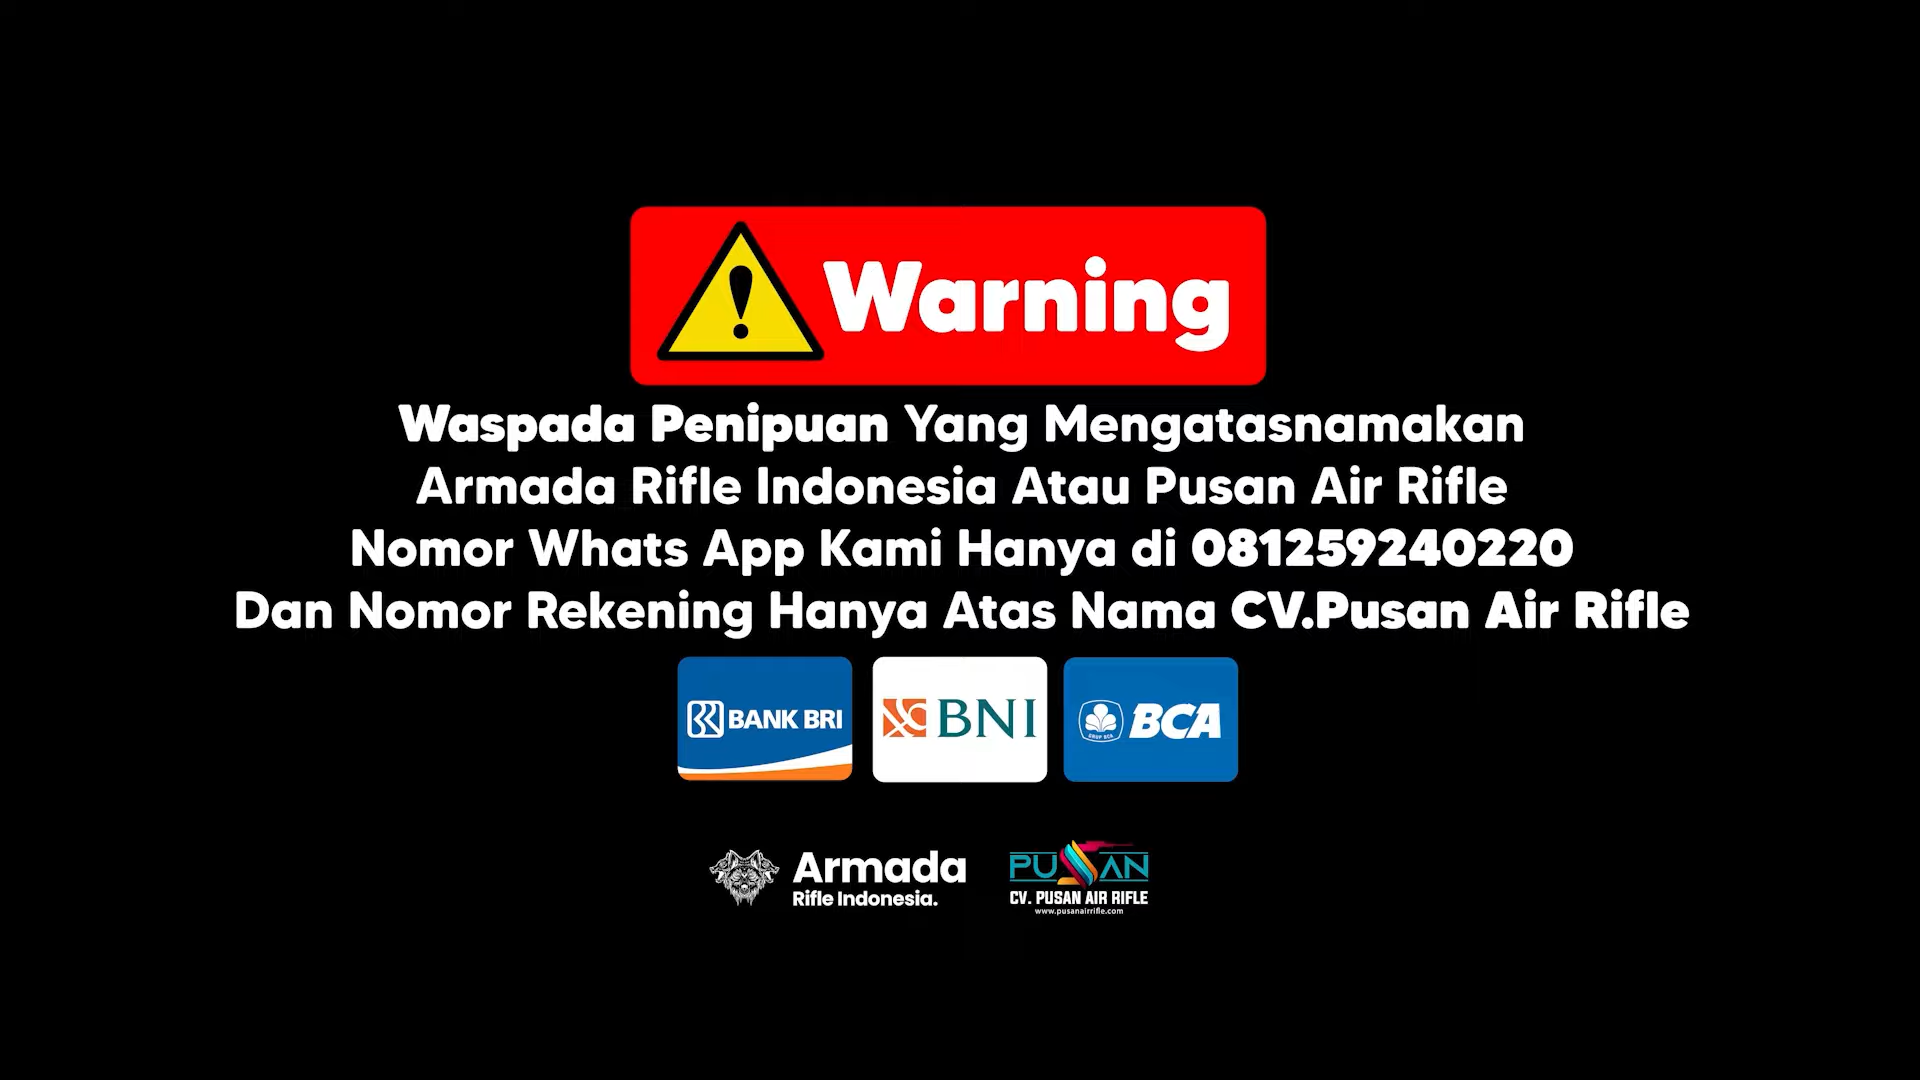 Warning
Waspada Penipuan Yang Mengatasnamakan
Armada Rifle Indonesia Atau Pusan Air Rifle
Nomor Whats App Kami Hanya di 081259240220
Dan Nomor Rekening Hanya Atas Nama CV.Pusan Air Rifle
BANK BRI
BNI
GRUP BCA
BCA
Armada
Rifle Indonesia.
PUSAN
CV. PUSAN AIR RIFLE
www.pusanairrifle.com